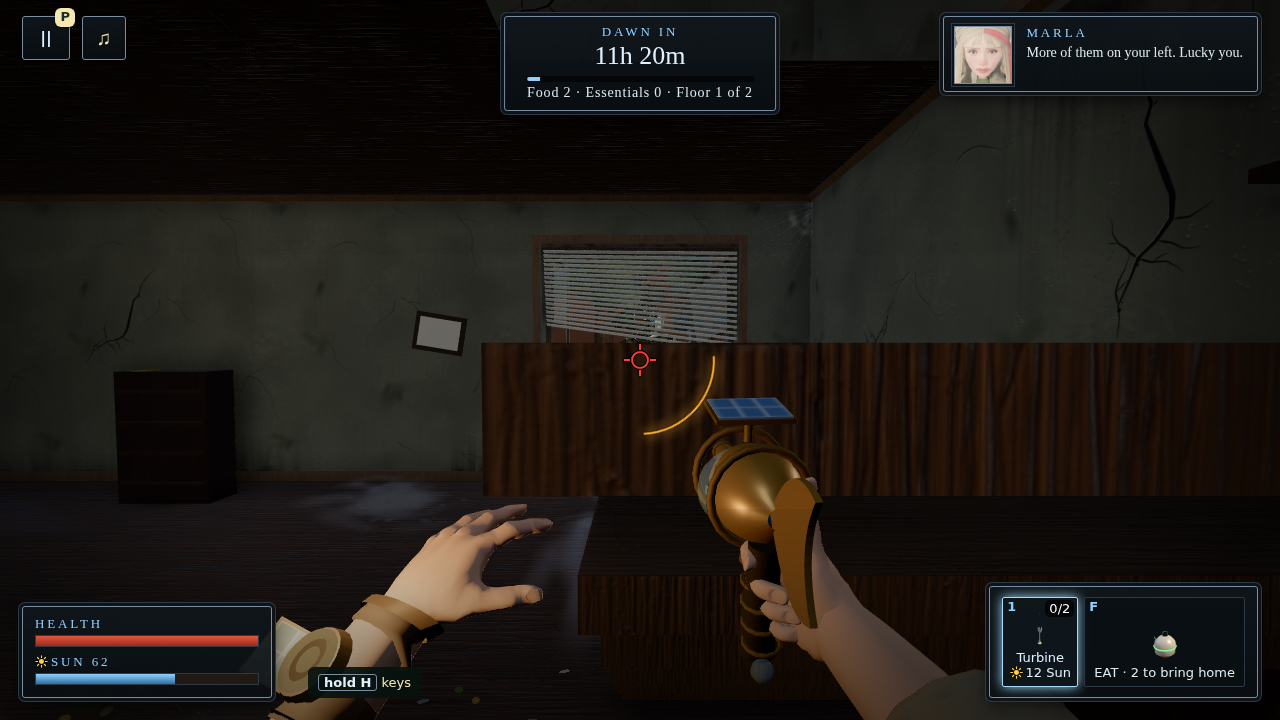 P
DAWN IN
11h 20m
Food 2 · Essentials 0 · Floor 1 of 2
MARLA
More of them on your left. Lucky you.
HEALTH
SUN 62
hold H keys
1
0/2
Turbine
12 Sun
F
EAT · 2 to bring home